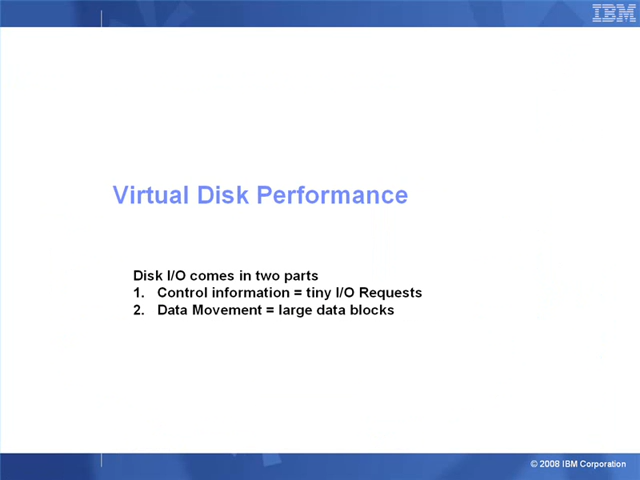 IBM
Virtual Disk Performance
Disk I/O comes in two parts
1. Control information = tiny I/O Requests
2. Data Movement = large data blocks
© 2008 IBM Corporation